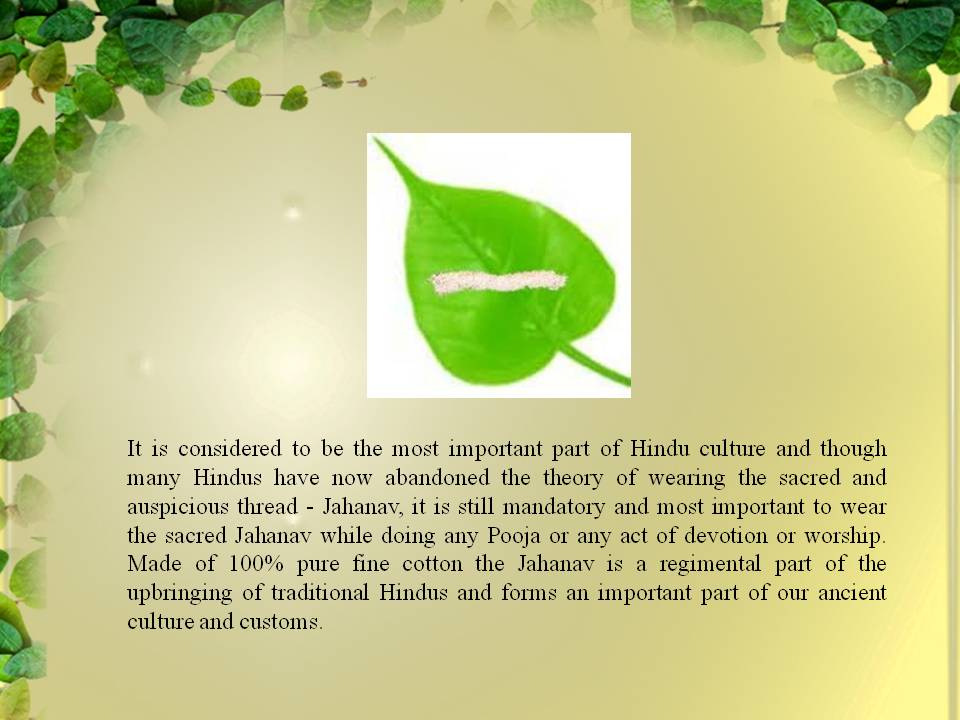 It is considered to be the most important part of Hindu culture and though
many Hindus have now abandoned the theory of wearing the sacred and
auspicious thread - Jahanav, it is still mandatory and most important to wear
the sacred Jahanav while doing any Pooja or any act of devotion or worship.
Made of 100% pure fine cotton the Jahanav is a regimental part of the
upbringing of traditional Hindus and forms an important part of our ancient
culture and customs.